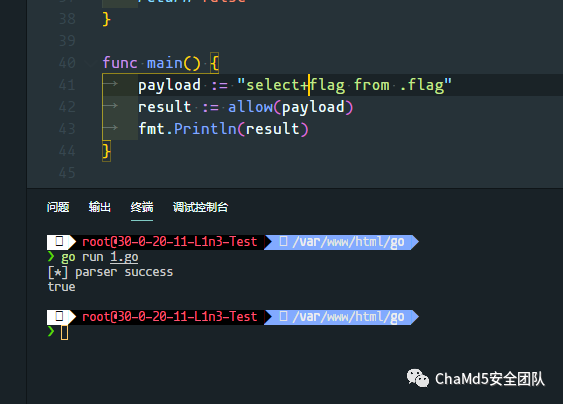 37 return false
38 }
39
40 func main() {
41 payload := "select+flag from .flag"
42 result := allow(payload)
43 fmt.Println(result)
44 }
45
问题 输出 终端 调试控制台
root@30-0-20-11-L1n3-Test /var/www/html/go
❯ go run 1.go
[★] parser success
true
root@30-0-20-11-L1n3-Test /var/www/html/go
❯
ChaMd5安全团队